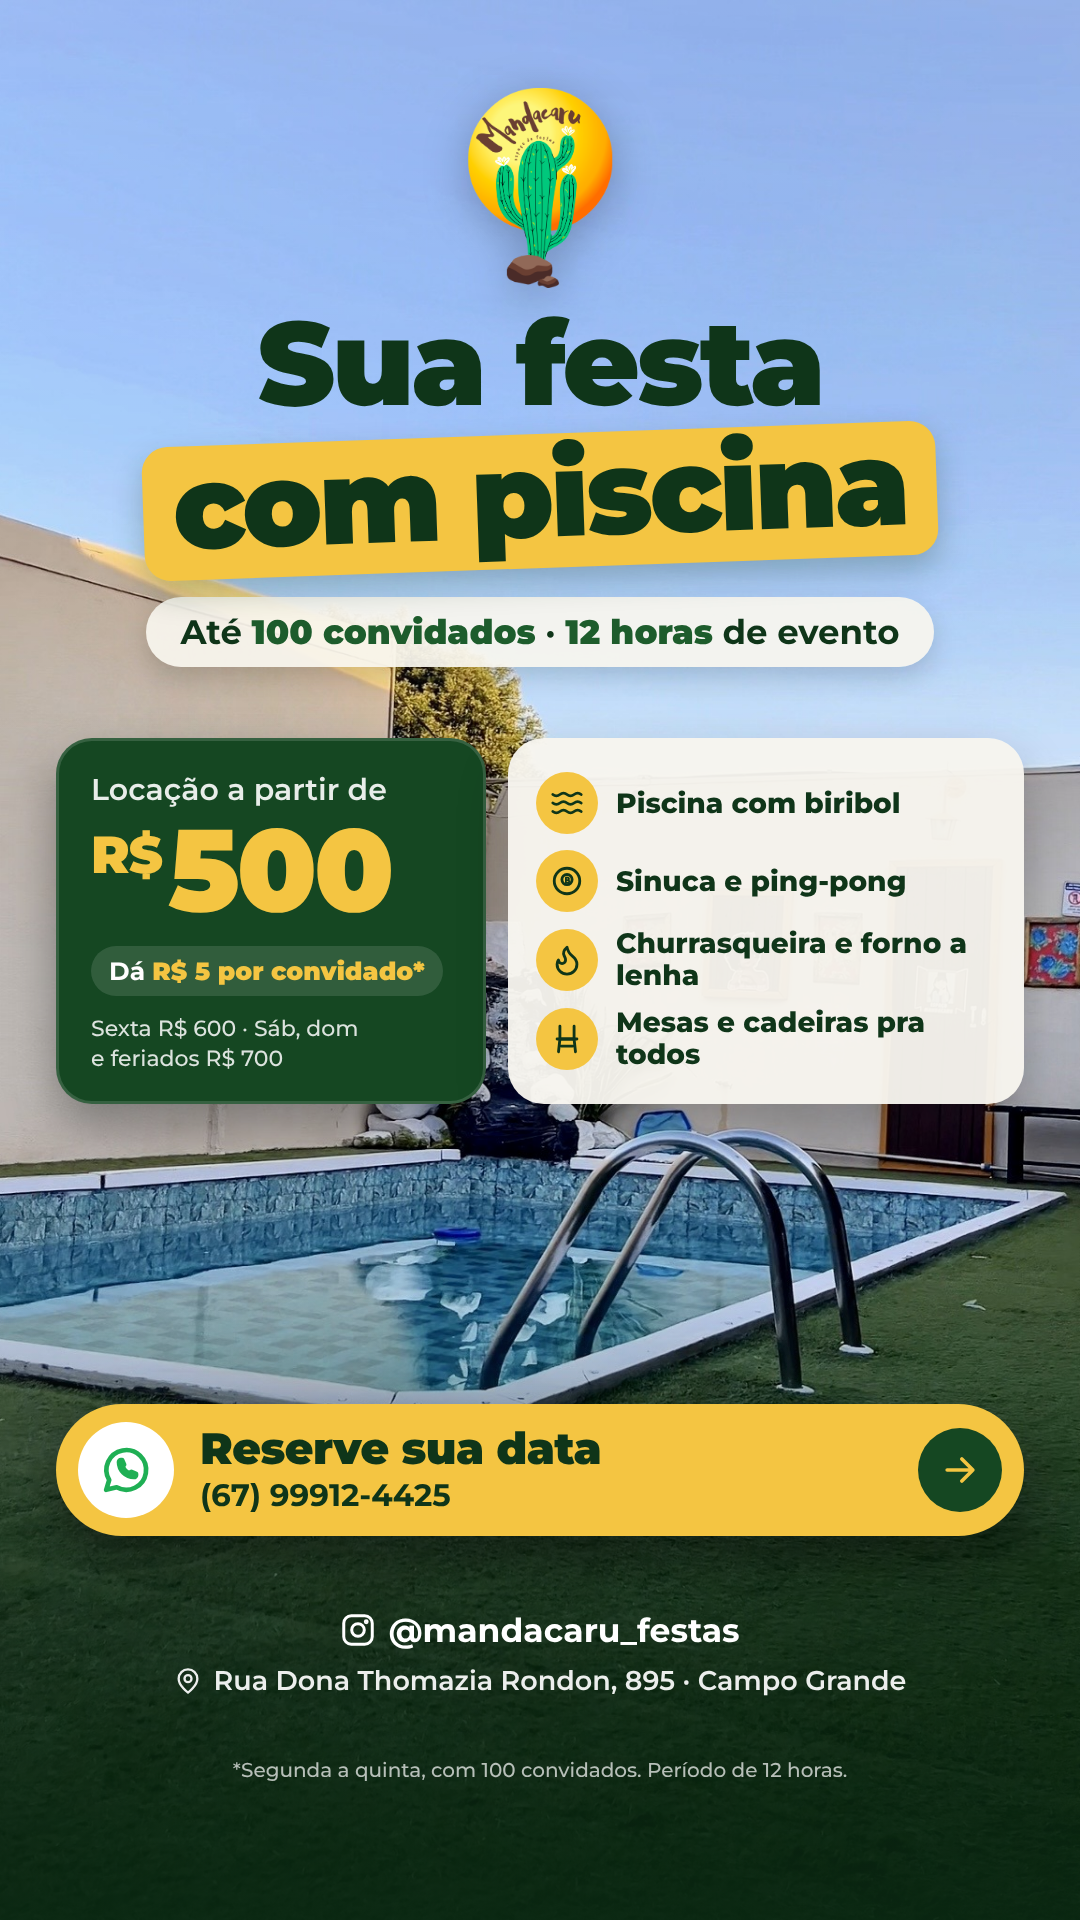 Mandacaru
espaço de festas
Sua festa
com piscina
Até 100 convidados · 12 horas de evento
Locação a partir de
R$ 500
Dá R$ 5 por convidado*
Sexta R$ 600 · Sáb, dom
e feriados R$ 700
Piscina com biribol
Sinuca e ping-pong
Churrasqueira e forno a
lenha
Mesas e cadeiras pra
todos
Reserve sua data
(67) 99912-4425
@mandacaru_festas
Rua Dona Thomazia Rondon, 895 · Campo Grande
*Segunda a quinta, com 100 convidados. Período de 12 horas.